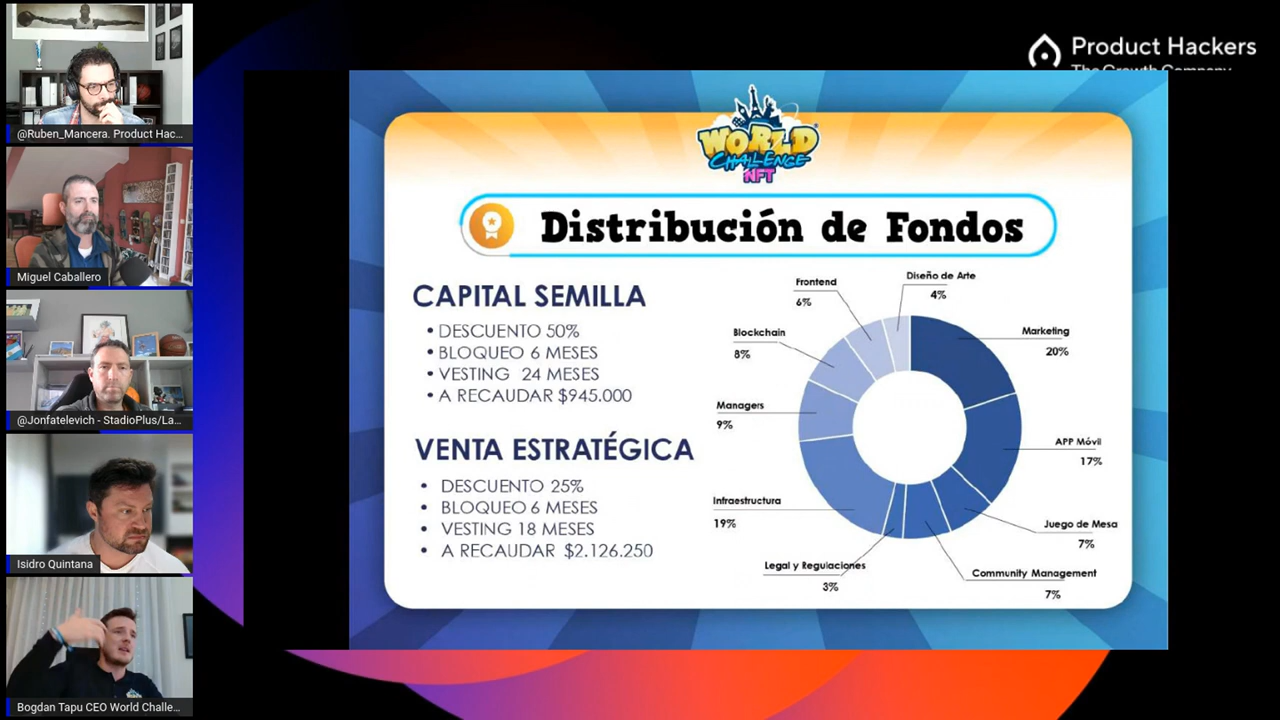 @Ruben_Mancera. Product Hac...
Miguel Caballero
@Jonfatelevich - StadioPlus/La...
Isidro Quintana
Bogdan Tapu CEO World Challe...
Product Hackers
The Growth Company
WORLD
CHALLENGE
NFT
Distribución de Fondos
CAPITAL SEMILLA
• DESCUENTO 50%
• BLOQUEO 6 MESES
• VESTING 24 MESES
• A RECAUDAR $945.000
VENTA ESTRATÉGICA
• DESCUENTO 25%
• BLOQUEO 6 MESES
• VESTING 18 MESES
• A RECAUDAR $2.126.250
Diseño de Arte
4%
Frontend
6%
Marketing
20%
Blockchain
8%
Managers
9%
APP Móvil
17%
Infraestructura
19%
Juego de Mesa
7%
Legal y Regulaciones
3%
Community Management
7%